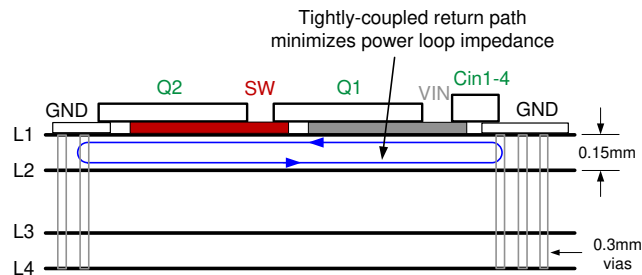 Tightly-coupled return path
minimizes power loop impedance
Q2
SW
Q1
VIN
Cin1-4
GND
GND
L1
0.15mm
L2
L3
0.3mm
vias
L4